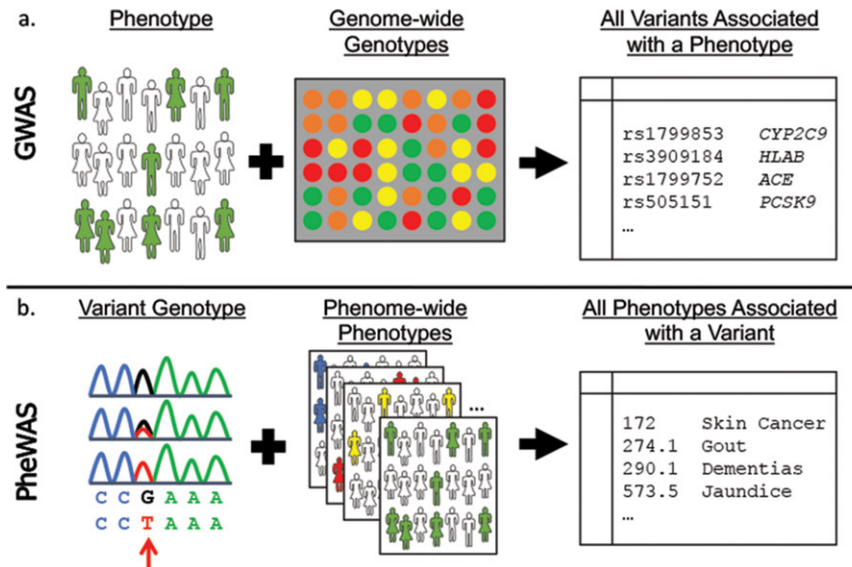 a.
GWAS
Phenotype
Genome-wide
Genotypes
All Variants Associated
with a Phenotype
rs1799853 CYP2C9
rs3909184 HLAB
rs1799752 ACE
rs505151 PCSK9
…
b.
PheWAS
Variant Genotype
C C G A A A
C C T A A A
Phenome-wide
Phenotypes
...
All Phenotypes Associated
with a Variant
172 Skin Cancer
274.1 Gout
290.1 Dementias
573.5 Jaundice
…